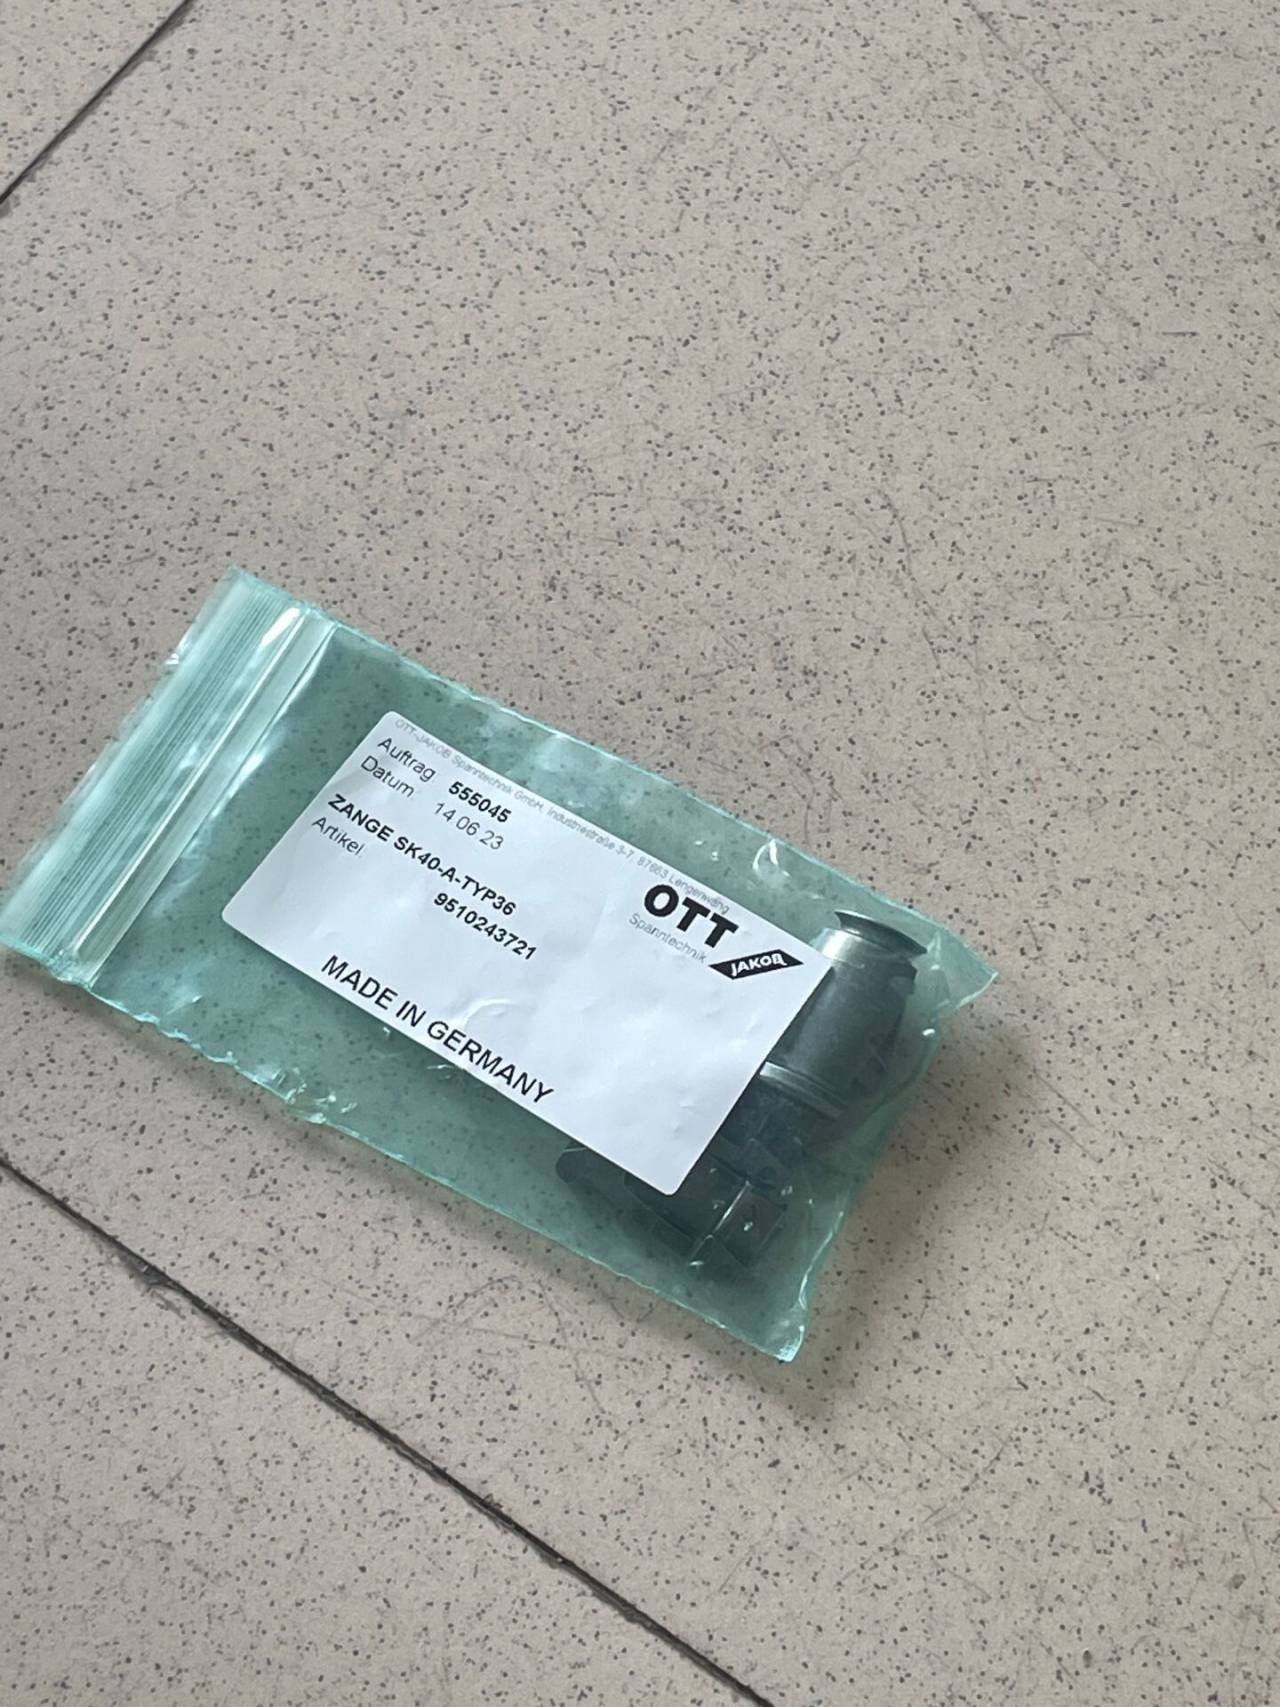 OTT-JAKOB Spanntechnik GmbH, Industriestraße 3-7, 87663 Lengenwang
Auftrag 555045
Datum: 14.06.23
ZANGE SK40-A-TYP36
Artikel: 9510243721
OTT
Spanntechnik JAKOB
MADE IN GERMANY